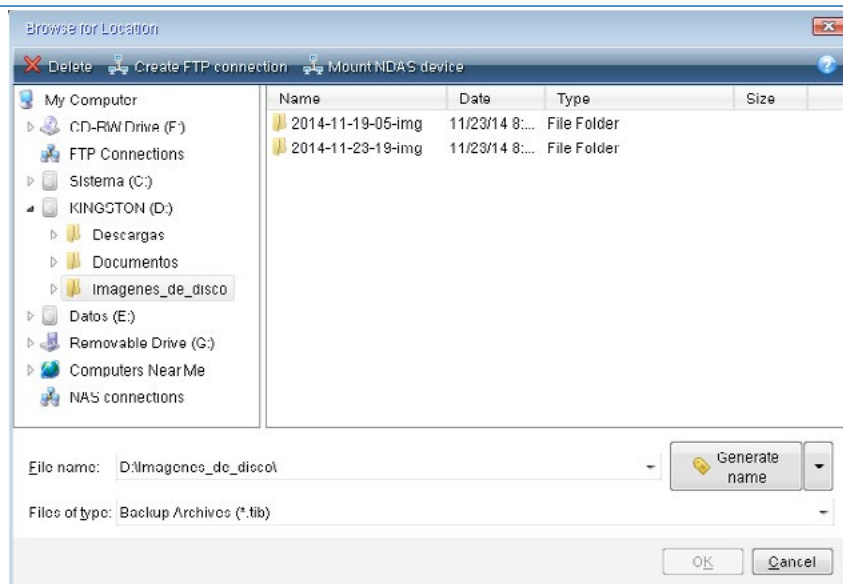 Browse for Location
Delete Create FTP connection Mount NDAS device
My Computer
CD-RW Drive (F:)
FTP Connections
Sistema (C:)
KINGSTON (D:)
Descargas
Documentos
Imagenes_de_disco
Datos (E:)
Removable Drive (G:)
Computers Near Me
NAS connections
Name Date Type Size
2014-11-19-05-img 11/23/14 8:... File Folder
2014-11-23-19-img 11/23/14 8:... File Folder
File name: D:\Imagenes_de_disco\
Generate name
Files of type: Backup Archives (*.tib)
OK Cancel